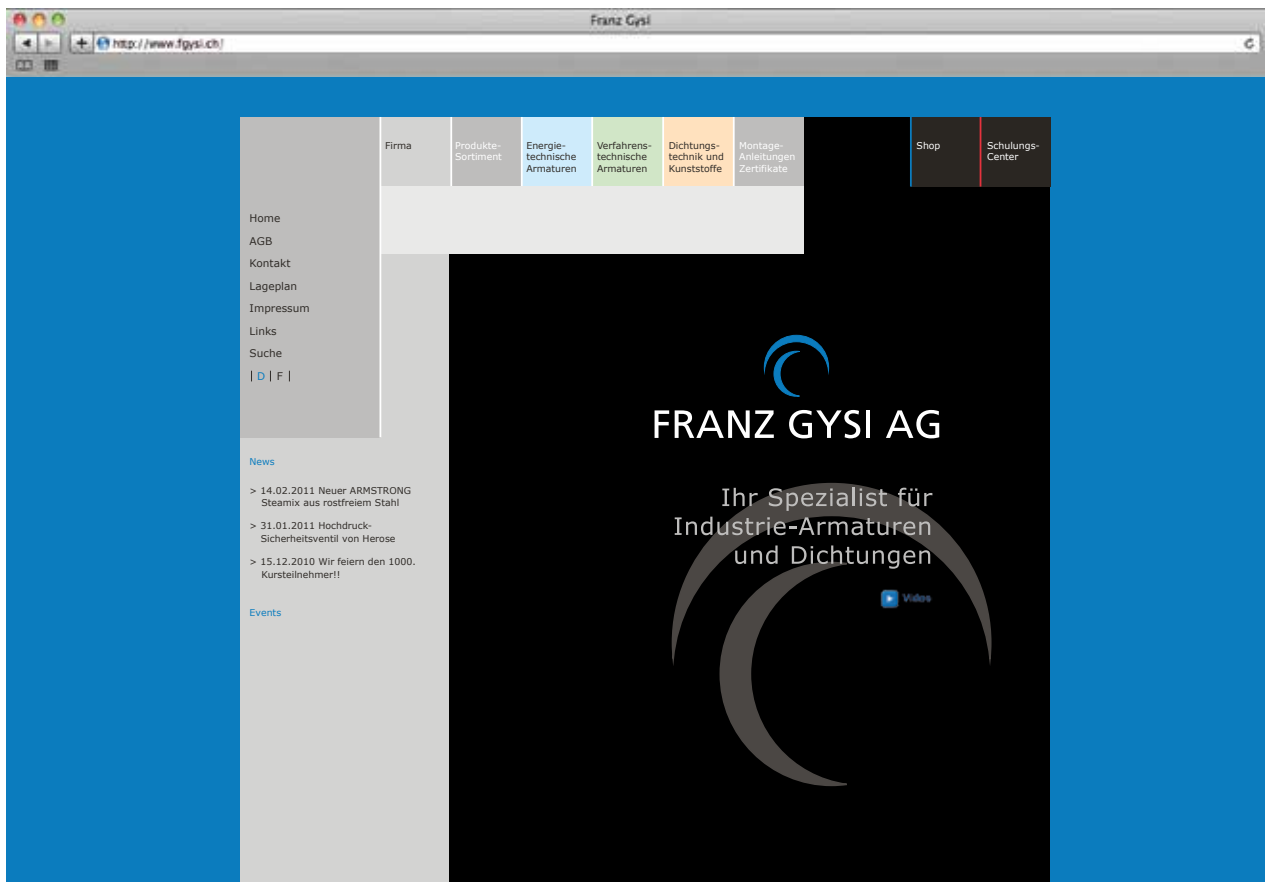 Franz Gysi
http://www.fgysi.ch/
Firma
Produkte-
Sortiment
Energie-
technische
Armaturen
Verfahrens-
technische
Armaturen
Dichtungs-
technik und
Kunststoffe
Montage-
Anleitungen
Zertifikate
Shop
Schulungs-
Center
Home
AGB
Kontakt
Lageplan
Impressum
Links
Suche
| D | F |
News
> 14.02.2011 Neuer ARMSTRONG
Steamix aus rostfreiem Stahl
> 31.01.2011 Hochdruck-
Sicherheitsventil von Herose
> 15.12.2010 Wir feiern den 1000.
Kursteilnehmer!!
Events
FRANZ GYSI AG
Ihr Spezialist für
Industrie-Armaturen
und Dichtungen
Video